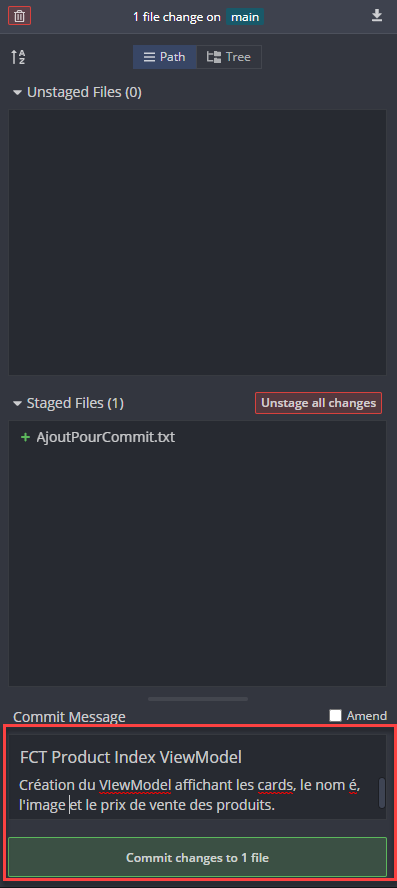 1 file change on main
A Z
Path Tree
Unstaged Files (0)
Staged Files (1) Unstage all changes
+ AjoutPourCommit.txt
Commit Message Amend
FCT Product Index ViewModel
Création du VIewModel affichant les cards, le nom é,
l'image et le prix de vente des produits.
Commit changes to 1 file